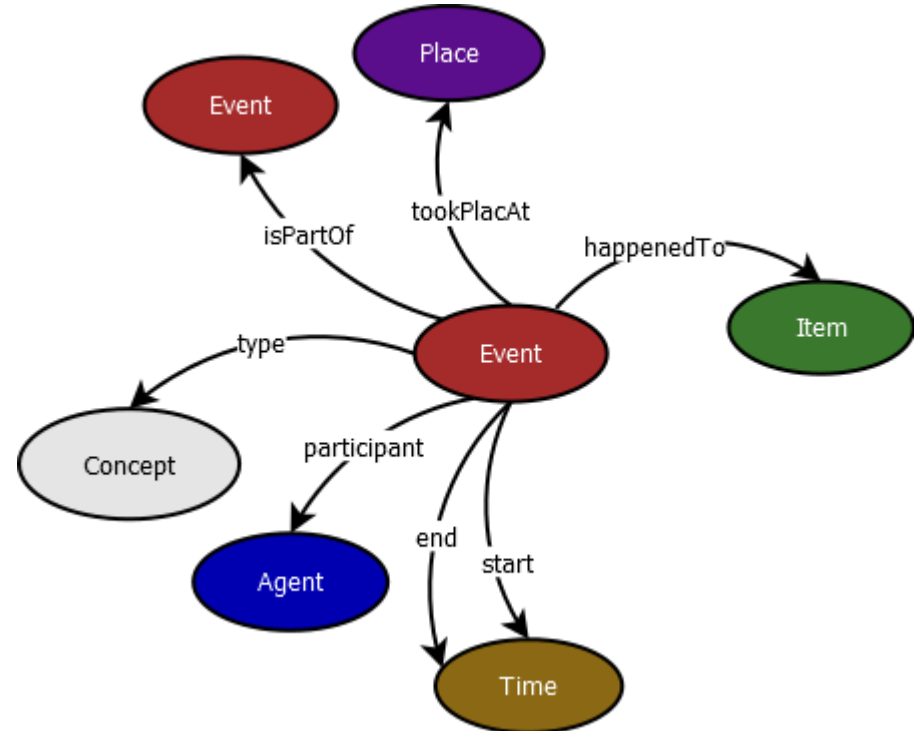 Place
Event
tookPlacAt
isPartOf
happenedTo
Item
Event
type
participant
Concept
end
start
Agent
Time